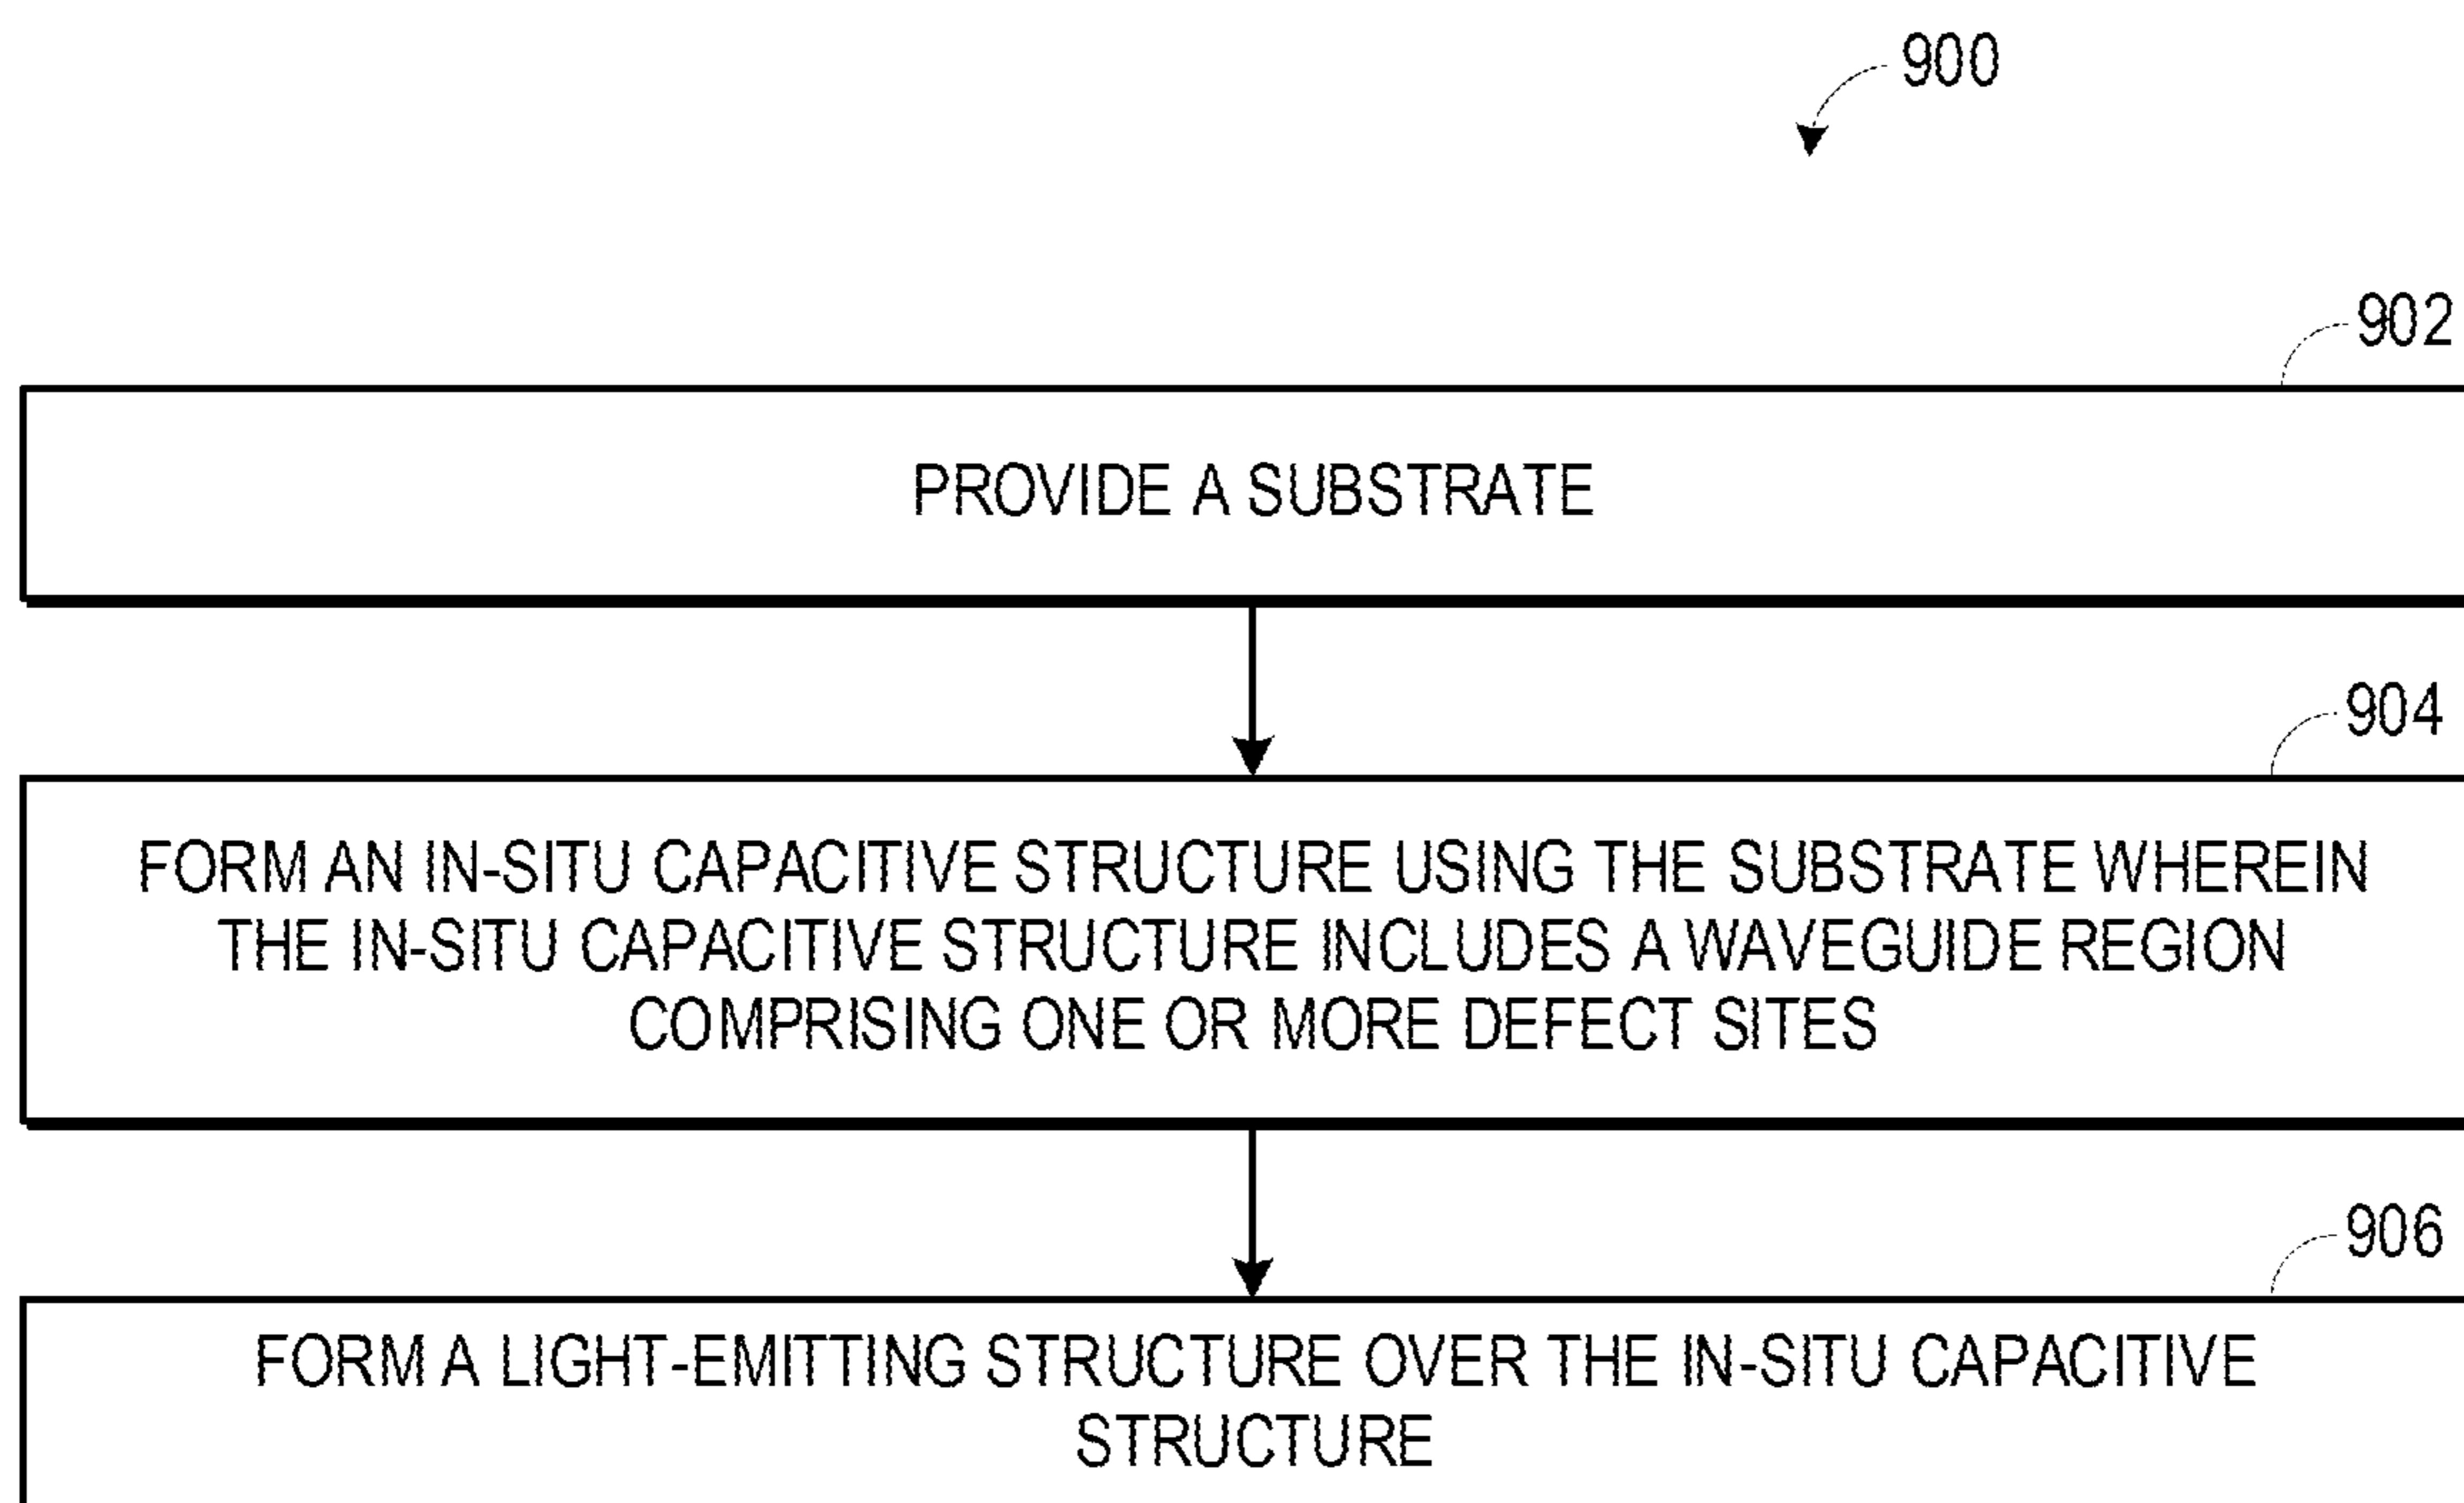 900
902
PROVIDE A SUBSTRATE
904
FORM AN IN-SITU CAPACITIVE STRUCTURE USING THE SUBSTRATE WHEREIN
THE IN-SITU CAPACITIVE STRUCTURE INCLUDES A WAVEGUIDE REGION
COMPRISING ONE OR MORE DEFECT SITES
906
FORM A LIGHT-EMITTING STRUCTURE OVER THE IN-SITU CAPACITIVE
STRUCTURE